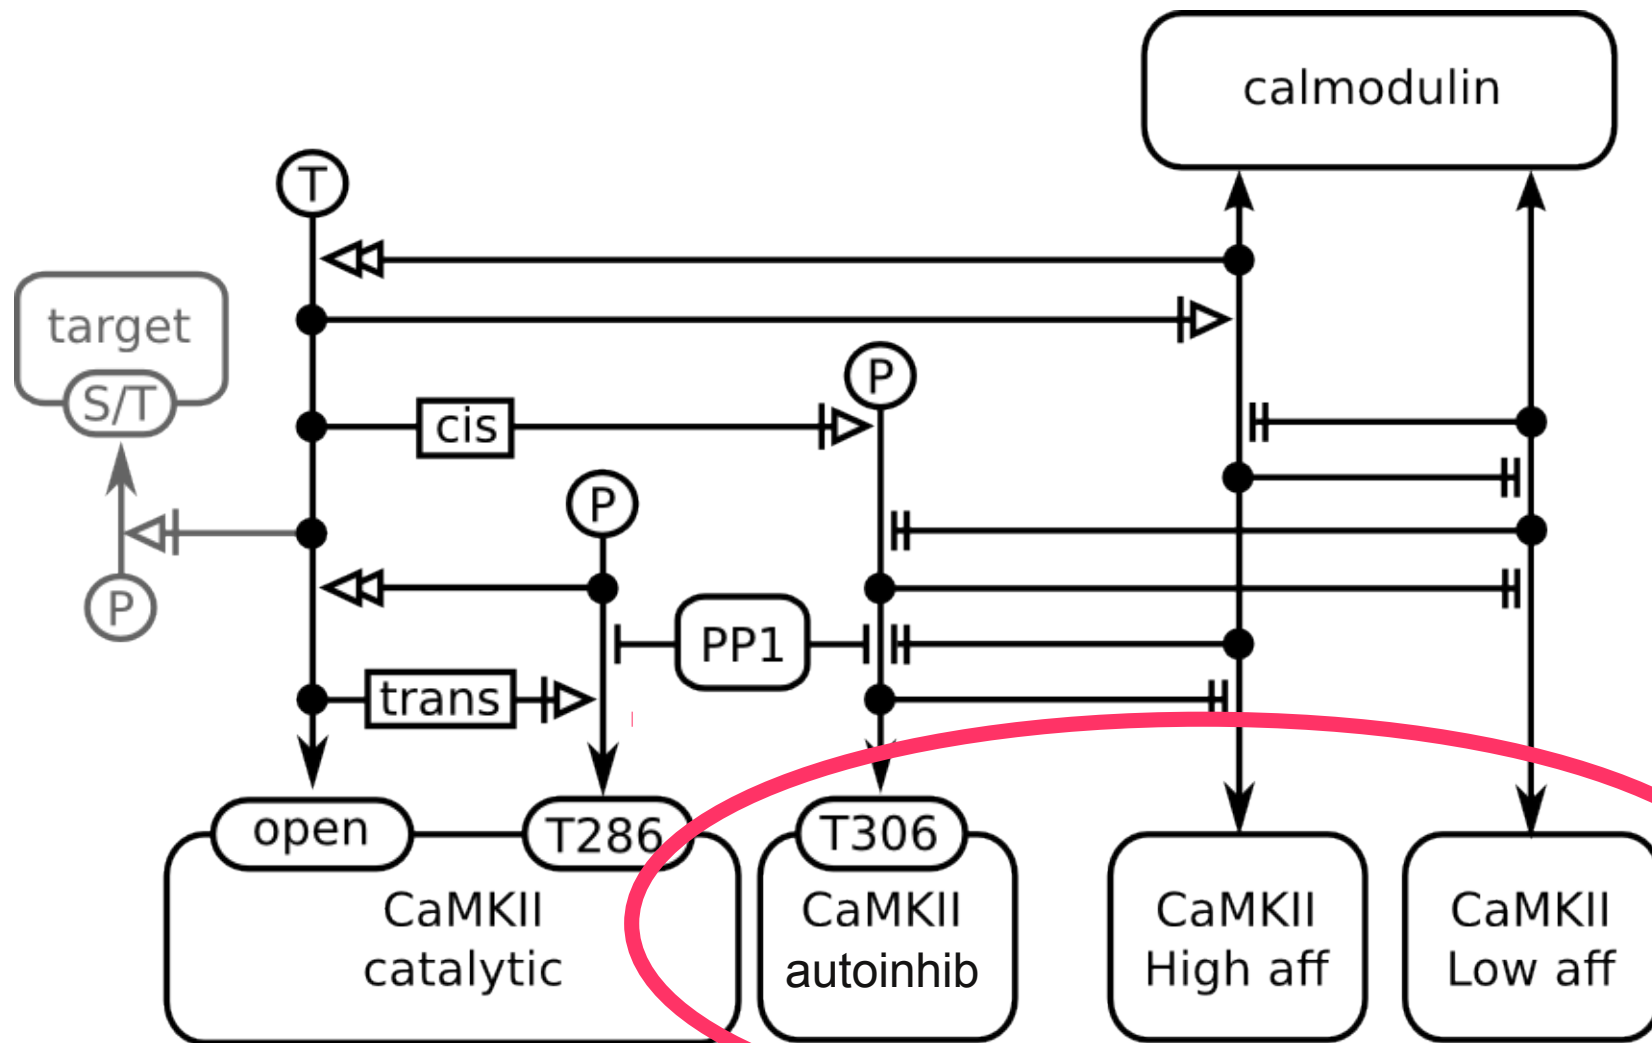 calmodulin
T
target
S/T
P
cis
P
P
PP1
trans
open
T286
T306
CaMKII
catalytic
CaMKII
autoinhib
CaMKII
High aff
CaMKII
Low aff